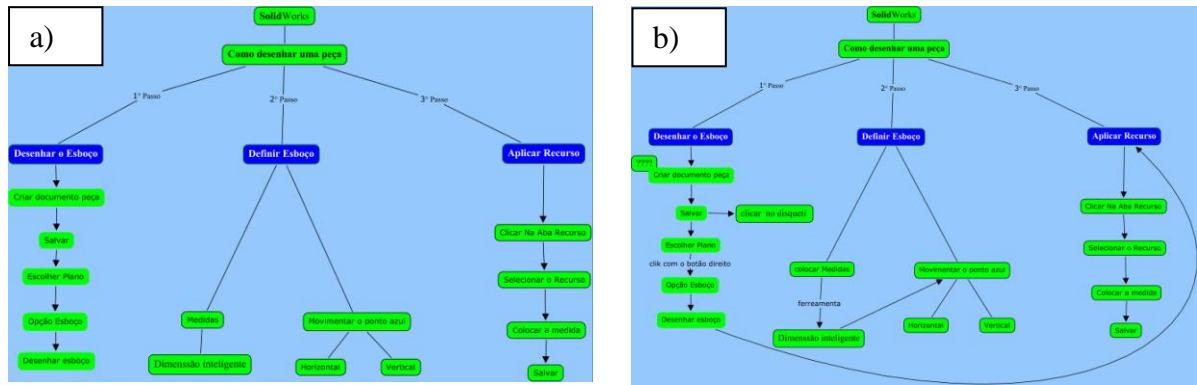 a)
SolidWorks
Como desenhar uma peça
1º Passo
2º Passo
3º Passo
Desenhar o Esboço
Definir Esboço
Aplicar Recurso
Criar documento peça
Salvar
Escolher Plano
Opção Esboço
Desenhar esboço
Medidas
Dimenssão inteligente
Movimentar o ponto azui
Horizontal
Vertical
Clicar Na Aba Recurso
Selecionar o Recurso
Colocar a medida
Salvar
b)
SolidWorks
Como desenhar uma peça
1º Passo
2º Passo
3º Passo
Desenhar o Esboço
Definir Esboço
Aplicar Recurso
????
Criar documento peça
Salvar
clicar no disqueti
Escolher Plano
clik com o botão direito
Opção Esboço
Desenhar esboço
colocar Medidas
ferreamenta
Dimenssão inteligente
Movimentar o ponto azui
Horizontal
Vertical
Clicar Na Aba Recurso
Selecionar o Recurso
Colocar a medida
Salvar